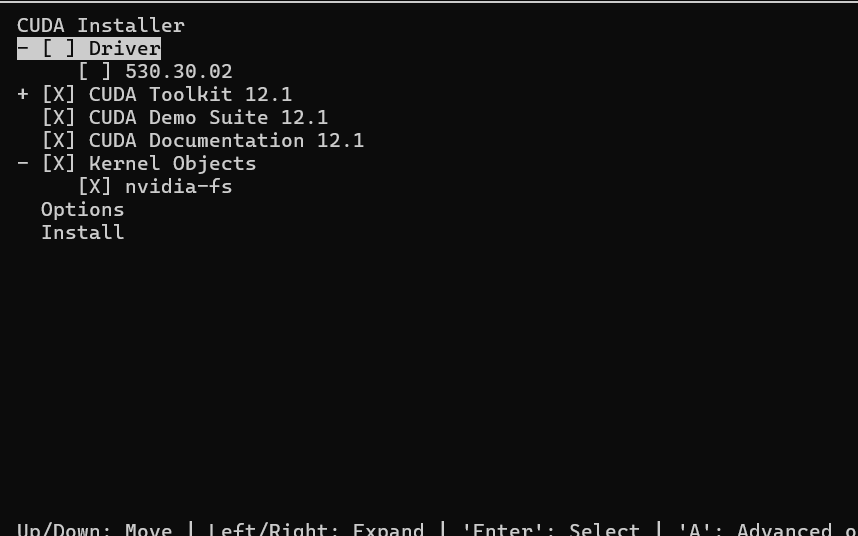 CUDA Installer
- [ ] Driver
[ ] 530.30.02
+ [X] CUDA Toolkit 12.1
[X] CUDA Demo Suite 12.1
[X] CUDA Documentation 12.1
- [X] Kernel Objects
[X] nvidia-fs
Options
Install
Up/Down: Move | Left/Right: Expand | 'Enter': Select | 'A': Advanced o